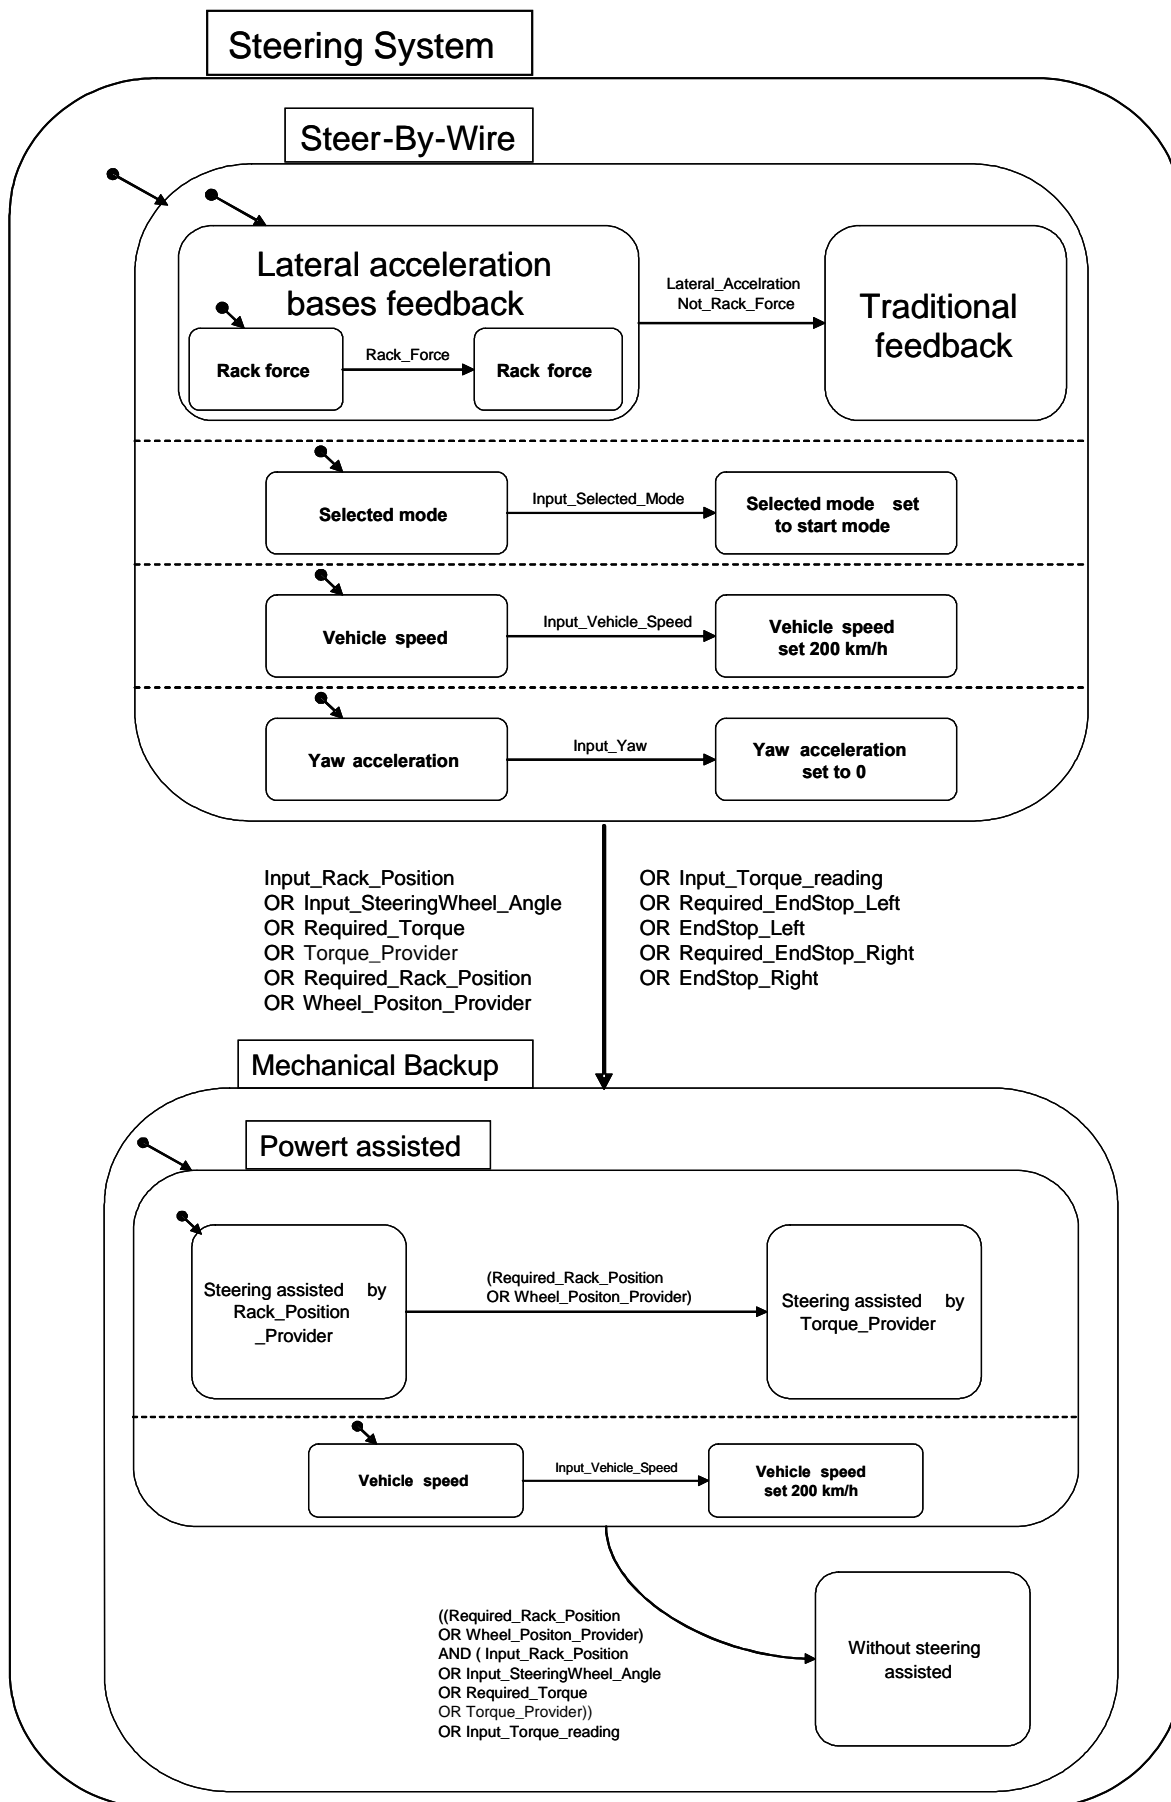 Steering System
Steer-By-Wire
Lateral acceleration
bases feedback
Rack force
Rack_Force
Rack force
Lateral_Accelration
Not_Rack_Force
Traditional
feedback
Selected mode
Input_Selected_Mode
Selected mode set
to start mode
Vehicle speed
Input_Vehicle_Speed
Vehicle speed
set 200 km/h
Yaw acceleration
Input_Yaw
Yaw acceleration
set to 0
Input_Rack_Position
OR Input_SteeringWheel_Angle
OR Required_Torque
OR Torque_Provider
OR Required_Rack_Position
OR Wheel_Positon_Provider
OR Input_Torque_reading
OR Required_EndStop_Left
OR EndStop_Left
OR Required_EndStop_Right
OR EndStop_Right
Mechanical Backup
Powert assisted
Steering assisted by
Rack_Position
_Provider
(Required_Rack_Position
OR Wheel_Positon_Provider)
Steering assisted by
Torque_Provider
Vehicle speed
Input_Vehicle_Speed
Vehicle speed
set 200 km/h
((Required_Rack_Position
OR Wheel_Positon_Provider)
AND ( Input_Rack_Position
OR Input_SteeringWheel_Angle
OR Required_Torque
OR Torque_Provider))
OR Input_Torque_reading
Without steering
assisted